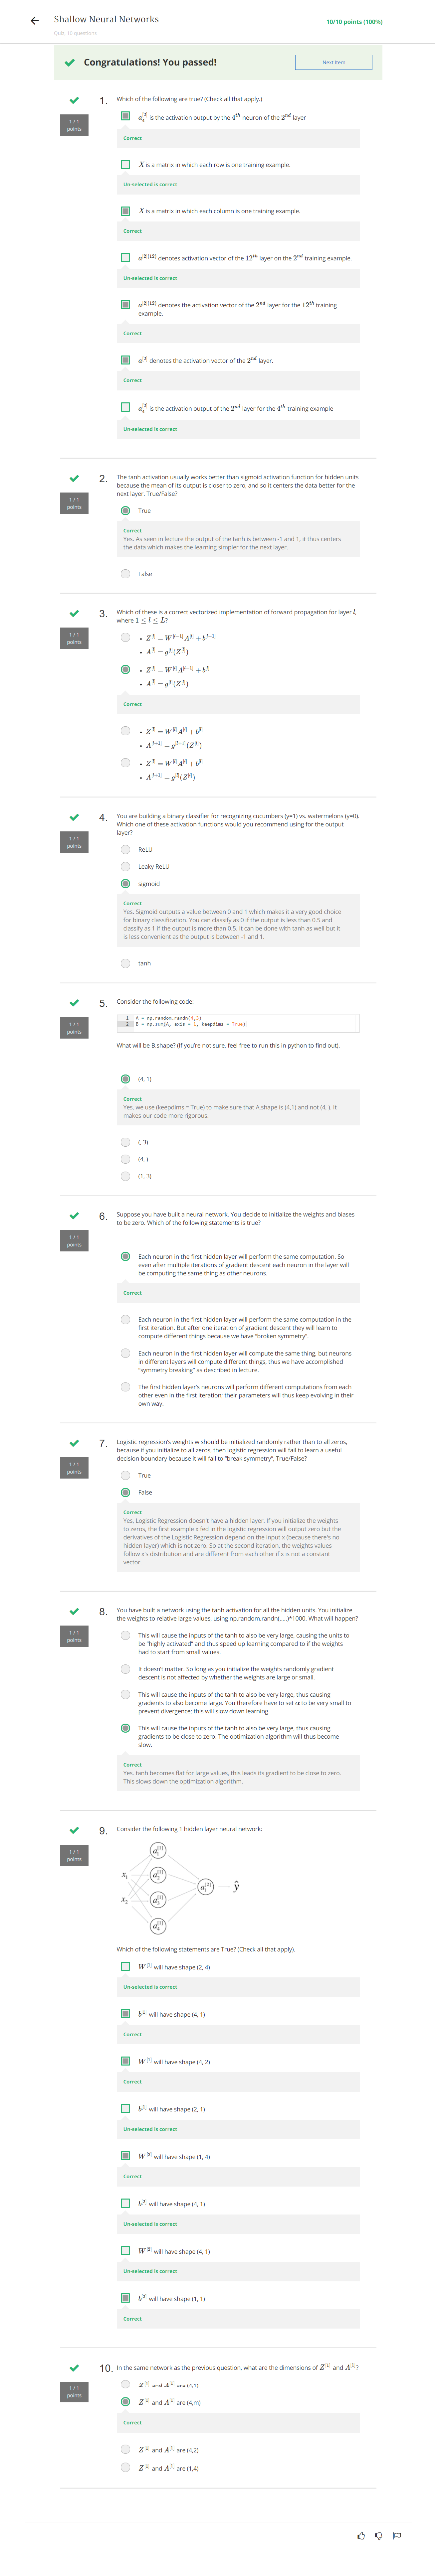 Shallow Neural Networks
10/10 points (100%)
Quiz, 10 questions
Congratulations! You passed!
Next Item
1.
1 / 1
points
Which of the following are true? (Check all that apply.)
a₄^[2] is the activation output by the 4^th neuron of the 2^nd layer
Correct
X is a matrix in which each row is one training example.
Un-selected is correct
X is a matrix in which each column is one training example.
Correct
a^[2](12) denotes activation vector of the 12^th layer on the 2^nd training example.
Un-selected is correct
a^[2](12) denotes the activation vector of the 2^nd layer for the 12^th training
example.
Correct
a^[2] denotes the activation vector of the 2^nd layer.
Correct
a₄^[2] is the activation output of the 2^nd layer for the 4^th training example
Un-selected is correct
2.
1 / 1
points
The tanh activation usually works better than sigmoid activation function for hidden units
because the mean of its output is closer to zero, and so it centers the data better for the
next layer. True/False?
True
Correct
Yes. As seen in lecture the output of the tanh is between -1 and 1, it thus centers
the data which makes the learning simpler for the next layer.
False
3.
1 / 1
points
Which of these is a correct vectorized implementation of forward propagation for layer l,
where 1 ≤ l ≤ L?
• Z^[l] = W^[l−1] A^[l] + b^[l−1]
• A^[l] = g^[l](Z^[l])
• Z^[l] = W^[l] A^[l−1] + b^[l]
• A^[l] = g^[l](Z^[l])
Correct
• Z^[l] = W^[l] A^[l] + b^[l]
• A^[l+1] = g^[l+1](Z^[l])
• Z^[l] = W^[l] A^[l] + b^[l]
• A^[l+1] = g^[l](Z^[l])
4.
1 / 1
points
You are building a binary classifier for recognizing cucumbers (y=1) vs. watermelons (y=0).
Which one of these activation functions would you recommend using for the output
layer?
ReLU
Leaky ReLU
sigmoid
Correct
Yes. Sigmoid outputs a value between 0 and 1 which makes it a very good choice
for binary classification. You can classify as 0 if the output is less than 0.5 and
classify as 1 if the output is more than 0.5. It can be done with tanh as well but it
is less convenient as the output is between -1 and 1.
tanh
5.
1 / 1
points
Consider the following code:
1 A = np.random.randn(4,3)
2 B = np.sum(A, axis = 1, keepdims = True)
What will be B.shape? (If you're not sure, feel free to run this in python to find out).
(4, 1)
Correct
Yes, we use (keepdims = True) to make sure that A.shape is (4,1) and not (4, ). It
makes our code more rigorous.
(, 3)
(4, )
(1, 3)
6.
1 / 1
points
Suppose you have built a neural network. You decide to initialize the weights and biases
to be zero. Which of the following statements is true?
Each neuron in the first hidden layer will perform the same computation. So
even after multiple iterations of gradient descent each neuron in the layer will
be computing the same thing as other neurons.
Correct
Each neuron in the first hidden layer will perform the same computation in the
first iteration. But after one iteration of gradient descent they will learn to
compute different things because we have "broken symmetry".
Each neuron in the first hidden layer will compute the same thing, but neurons
in different layers will compute different things, thus we have accomplished
"symmetry breaking" as described in lecture.
The first hidden layer's neurons will perform different computations from each
other even in the first iteration; their parameters will thus keep evolving in their
own way.
7.
1 / 1
points
Logistic regression's weights w should be initialized randomly rather than to all zeros,
because if you initialize to all zeros, then logistic regression will fail to learn a useful
decision boundary because it will fail to "break symmetry", True/False?
True
False
Correct
Yes, Logistic Regression doesn't have a hidden layer. If you initialize the weights
to zeros, the first example x fed in the logistic regression will output zero but the
derivatives of the Logistic Regression depend on the input x (because there's no
hidden layer) which is not zero. So at the second iteration, the weights values
follow x's distribution and are different from each other if x is not a constant
vector.
8.
1 / 1
points
You have built a network using the tanh activation for all the hidden units. You initialize
the weights to relative large values, using np.random.randn(..,..)*1000. What will happen?
This will cause the inputs of the tanh to also be very large, causing the units to
be "highly activated" and thus speed up learning compared to if the weights
had to start from small values.
It doesn't matter. So long as you initialize the weights randomly gradient
descent is not affected by whether the weights are large or small.
This will cause the inputs of the tanh to also be very large, thus causing
gradients to also become large. You therefore have to set α to be very small to
prevent divergence; this will slow down learning.
This will cause the inputs of the tanh to also be very large, thus causing
gradients to be close to zero. The optimization algorithm will thus become
slow.
Correct
Yes. tanh becomes flat for large values, this leads its gradient to be close to zero.
This slows down the optimization algorithm.
9.
1 / 1
points
Consider the following 1 hidden layer neural network:
a₁^[1]
x₁
a₂^[1]
a₁^[2]
ŷ
x₂
a₃^[1]
a₄^[1]
Which of the following statements are True? (Check all that apply).
W^[1] will have shape (2, 4)
Un-selected is correct
b^[1] will have shape (4, 1)
Correct
W^[1] will have shape (4, 2)
Correct
b^[1] will have shape (2, 1)
Un-selected is correct
W^[2] will have shape (1, 4)
Correct
b^[2] will have shape (4, 1)
Un-selected is correct
W^[2] will have shape (4, 1)
Un-selected is correct
b^[2] will have shape (1, 1)
Correct
10.
1 / 1
points
In the same network as the previous question, what are the dimensions of Z^[1] and A^[1]?
Z^[1] and A^[1] are (4,1)
Z^[1] and A^[1] are (4,m)
Correct
Z^[1] and A^[1] are (4,2)
Z^[1] and A^[1] are (1,4)